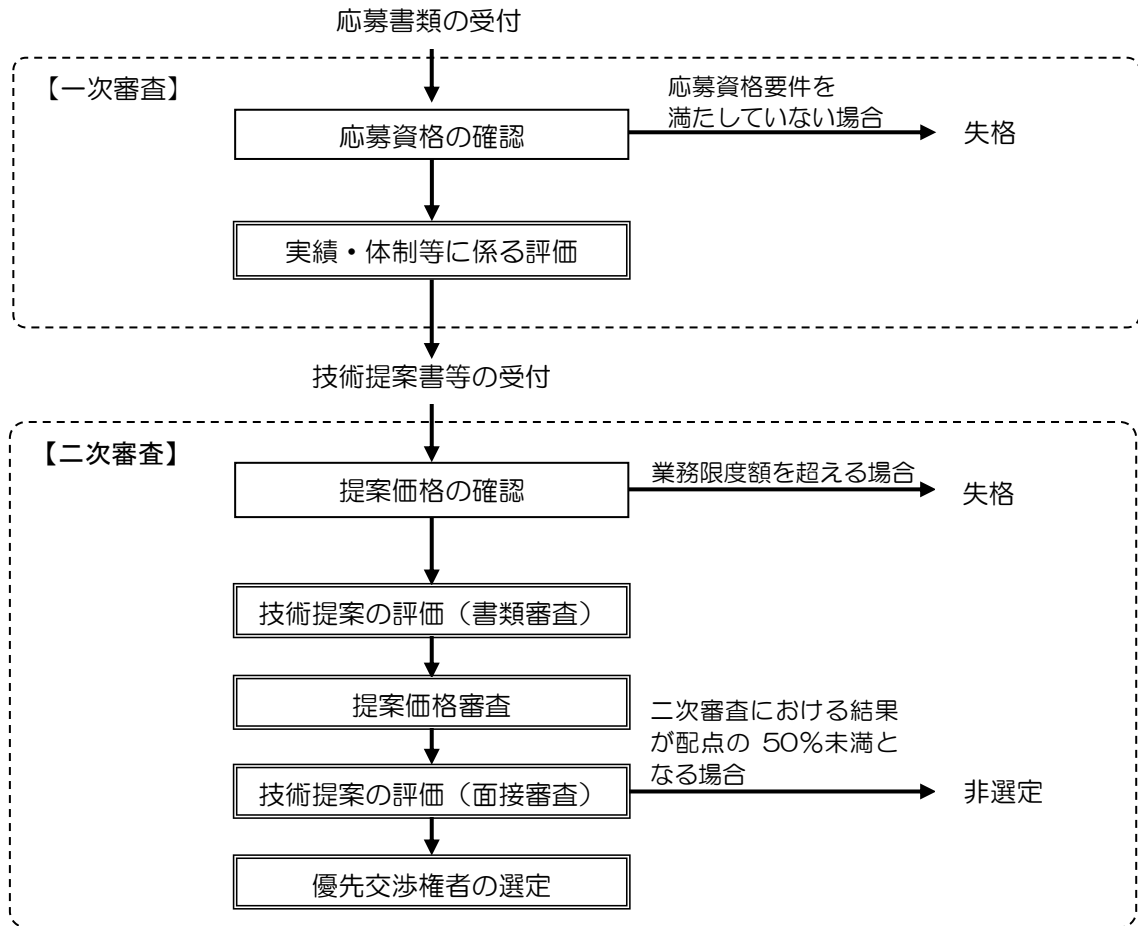 応募書類の受付
【一次審査】
応募資格要件を
満たしていない場合
応募資格の確認
失格
実績・体制等に係る評価
技術提案書等の受付
【二次審査】
業務限度額を超える場合
提案価格の確認
失格
技術提案の評価（書類審査）
提案価格審査
二次審査における結果
が配点の 50％未満と
なる場合
技術提案の評価（面接審査）
非選定
優先交渉権者の選定